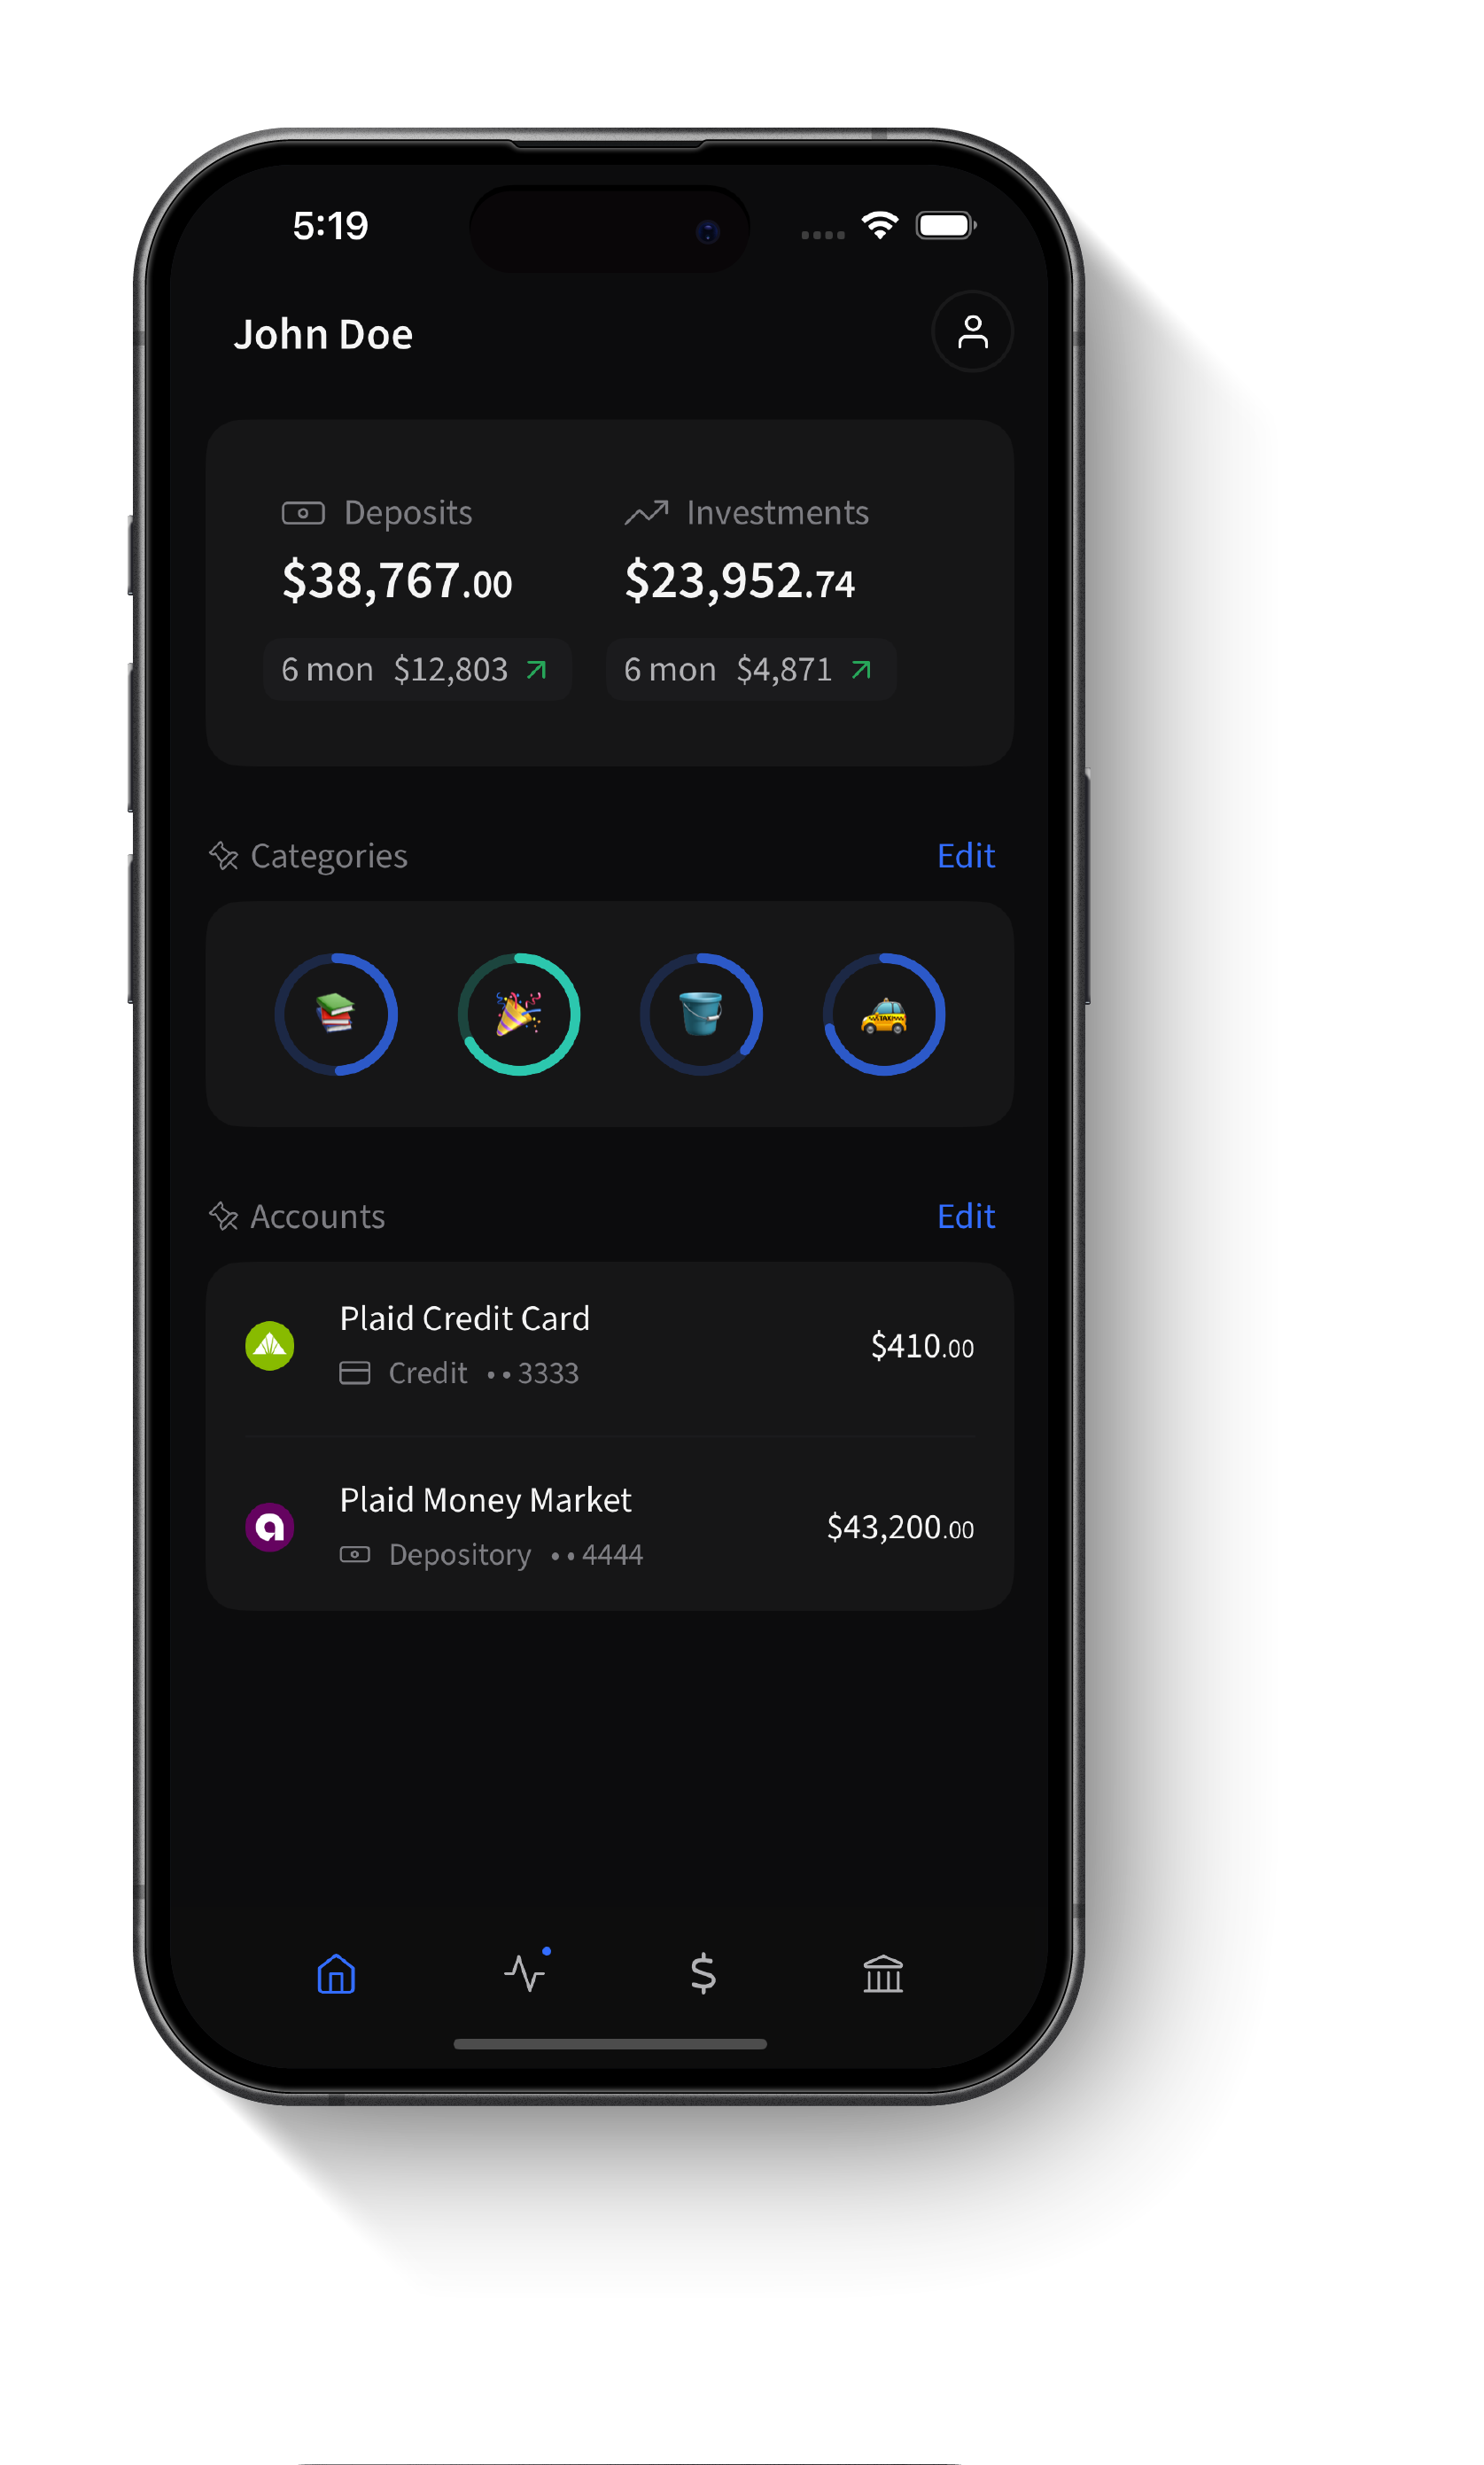 5:19
John Doe
Deposits Investments
$38,767.00 $23,952.74
6 mon $12,803 6 mon $4,871
Categories Edit
TAXI
Accounts Edit
Plaid Credit Card
$410.00
Credit ••3333
Plaid Money Market
$43,200.00
Depository ••4444